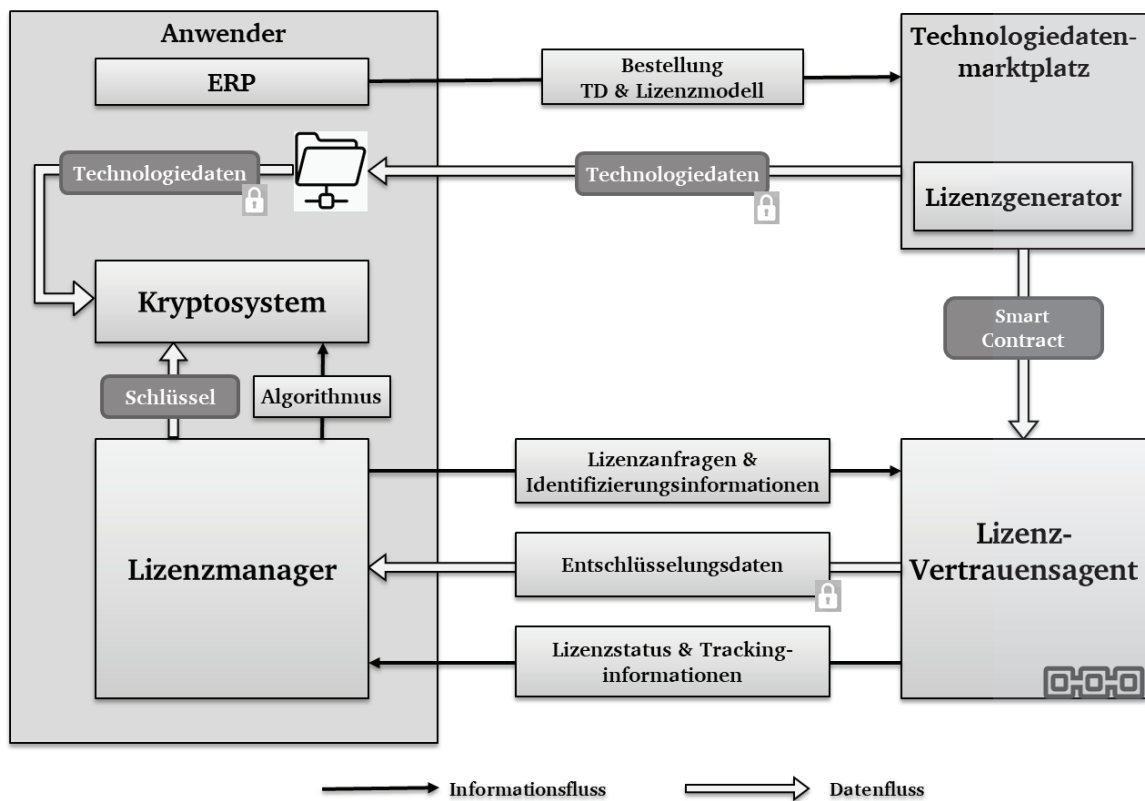 Anwender
ERP
Bestellung
TD & Lizenzmodell
Technologiedaten-
marktplatz
Technologiedaten
Technologiedaten
Lizenzgenerator
Kryptosystem
Smart
Contract
Schlüssel
Algorithmus
Lizenzmanager
Lizenzanfragen &
Identifizierungsinformationen
Entschlüsselungsdaten
Lizenzstatus & Tracking-
informationen
Lizenz-
Vertrauensagent
Informationsfluss
Datenfluss